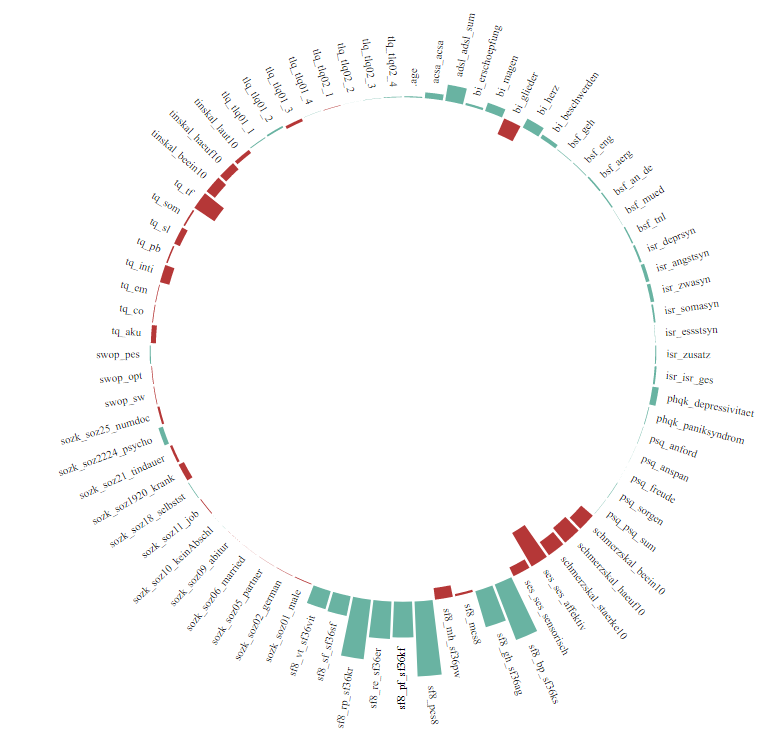 .age
acsa_acsa
adsl_adsl_sum
bi_erschoepfung
bi_magen
bi_glieder
bi_herz
bi_beschwerden
bsf_geh
bsf_eng
bsf_aerg
bsf_an_de
bsf_mued
bsf_tnl
isr_deprsyn
isr_angstsyn
isr_zwasyn
isr_somasyn
isr_essstsyn
isr_zusatz
isr_isr_ges
phqk_depressivitaet
phqk_paniksyndrom
psq_anford
psq_anspan
psq_freude
psq_sorgen
psq_psq_sum
schmerzskal_beein10
schmerzskal_haeuf10
schmerzskal_staerke10
ses_ses_affektiv
ses_ses_sensorisch
sf8_bp_sf36ks
sf8_gh_sf36ag
sf8_mcs8
sf8_mh_sf36pw
sf8_pcs8
sf8_pf_sf36kf
sf8_re_sf36er
sf8_rp_sf36kr
sf8_sf_sf36sf
sf8_vt_sf36vit
sozk_soz01_male
sozk_soz02_german
sozk_soz05_partner
sozk_soz06_married
sozk_soz09_abitur
sozk_soz10_keinAbschl
sozk_soz11_job
sozk_soz18_selbstst
sozk_soz1920_krank
sozk_soz21_tindauer
sozk_soz2224_psycho
sozk_soz25_numdoc
swop_sw
swop_opt
swop_pes
tq_aku
tq_co
tq_em
tq_inti
tq_pb
tq_sl
tq_som
tq_tf
tinskal_beein10
tinskal_haeuf10
tinskal_laut10
tlq_tlq01_1
tlq_tlq01_2
tlq_tlq01_3
tlq_tlq01_4
tlq_tlq02_1
tlq_tlq02_2
tlq_tlq02_3
tlq_tlq02_4